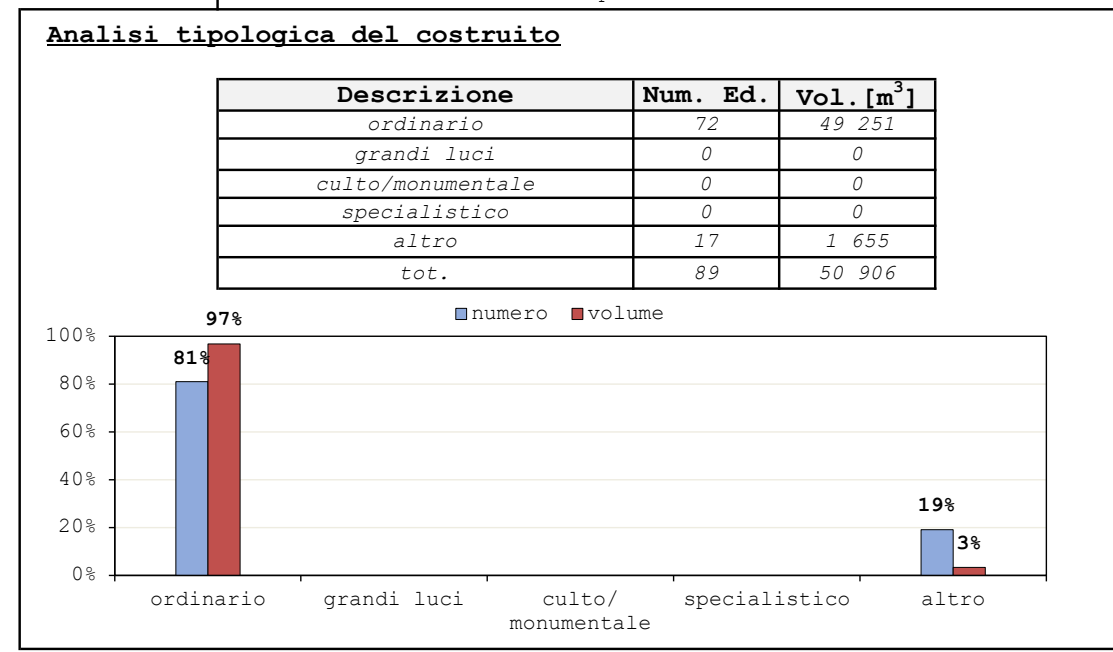 Analisi tipologica del costruito
Descrizione Num. Ed. Vol.[m³]
ordinario 72 49 251
grandi luci 0 0
culto/monumentale 0 0
specialistico 0 0
altro 17 1 655
tot. 89 50 906
numero volume
97%
100%
81%
80%
60%
40%
19%
20%
3%
0%
ordinario grandi luci culto/ specialistico altro
monumentale